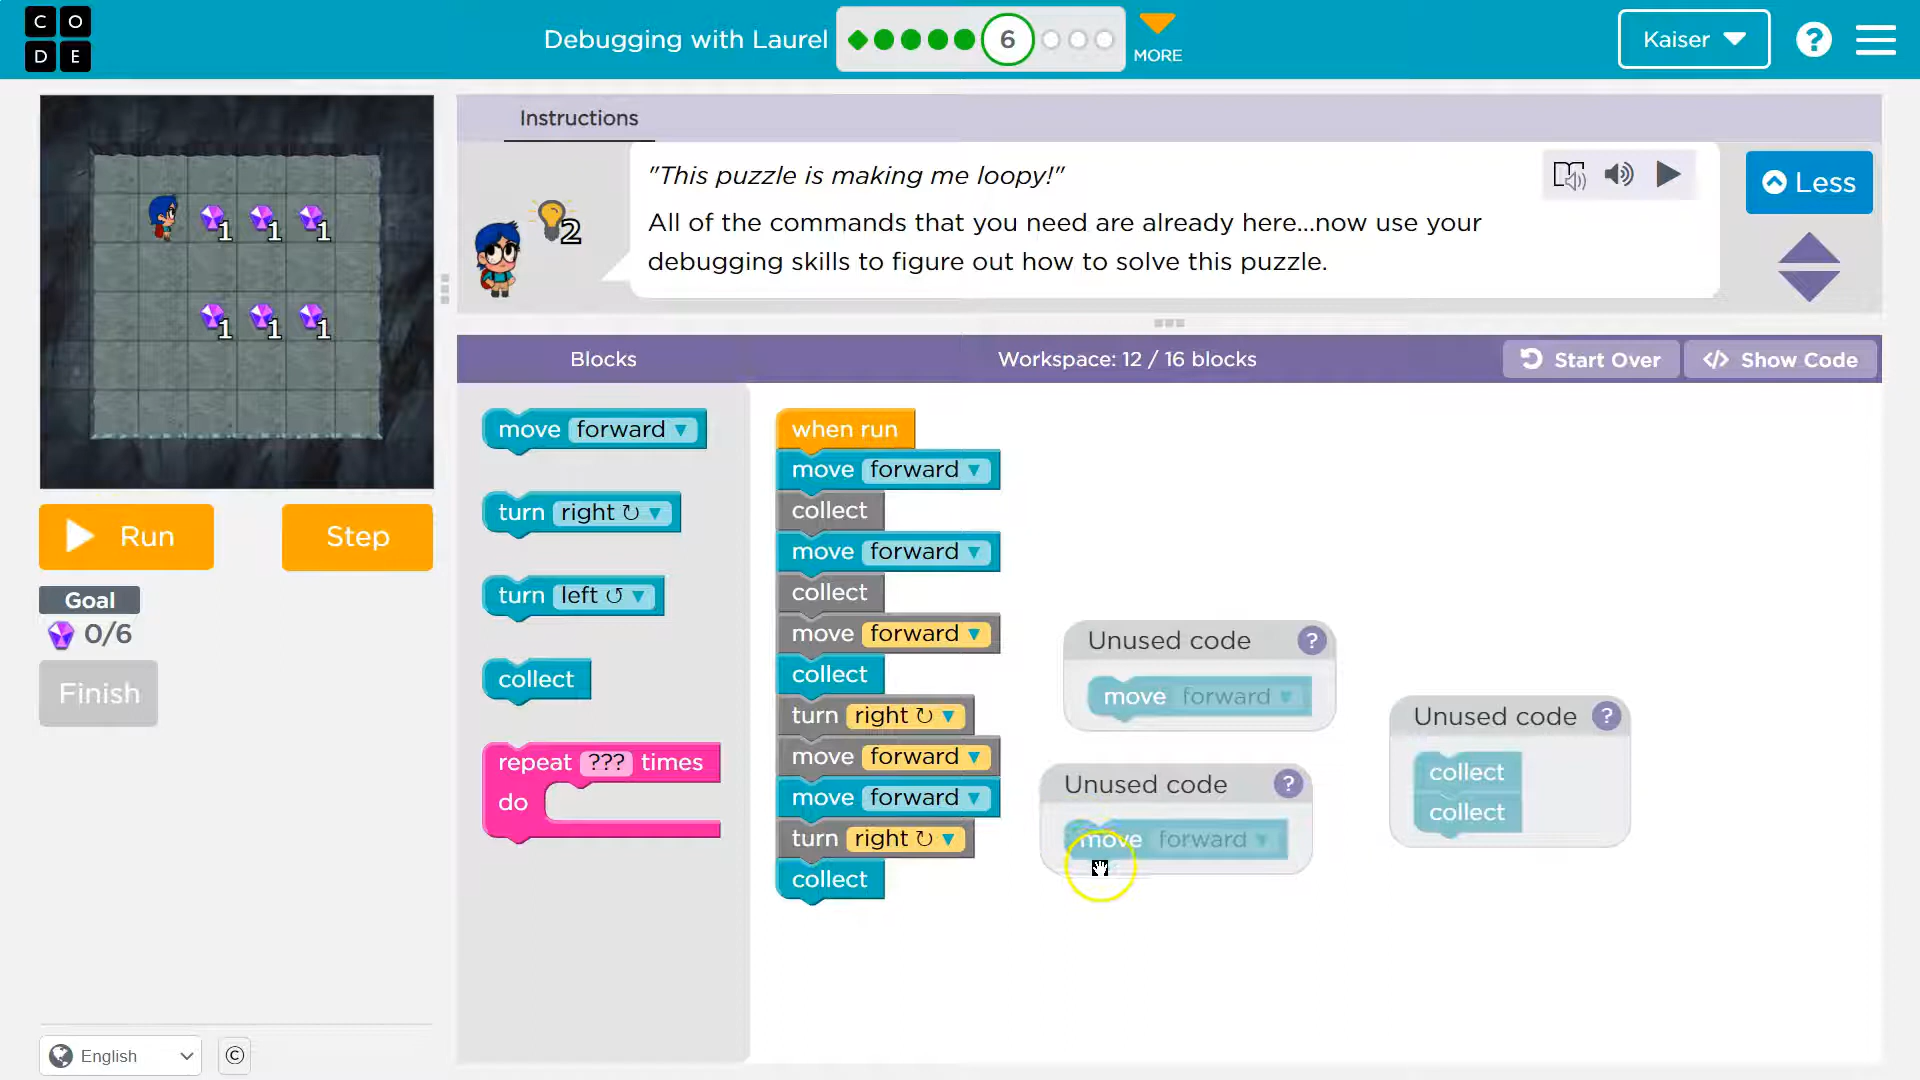 C O
D E
Debugging with Laurel
6
MORE
Kaiser
?
Instructions
"This puzzle is making me loopy!"
All of the commands that you need are already here...now use your
debugging skills to figure out how to solve this puzzle.
2
Less
1 1 1
1 1 1
Run
Step
Goal
0/6
Finish
Blocks
Workspace: 12 / 16 blocks
Start Over
</> Show Code
move forward
turn right
turn left
collect
repeat ??? times
do
when run
move forward
collect
move forward
collect
move forward
collect
turn right
move forward
move forward
turn right
collect
Unused code ?
move forward
Unused code ?
move forward
Unused code ?
collect
collect
English
©